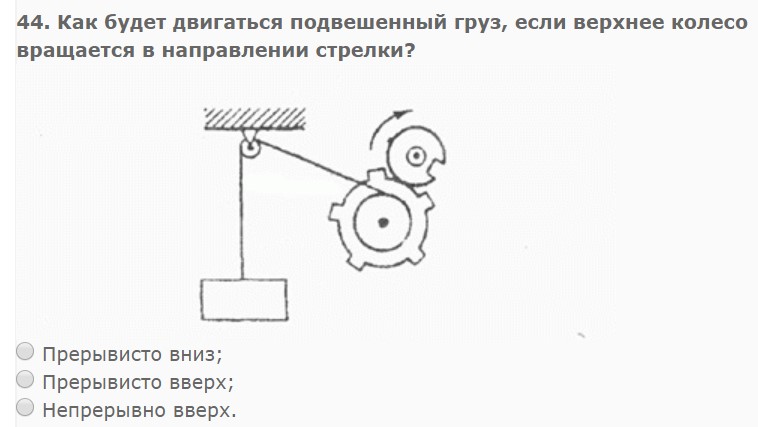 44. Как будет двигаться подвешенный груз, если верхнее колесо
вращается в направлении стрелки?
Прерывисто вниз;
Прерывисто вверх;
Непрерывно вверх.